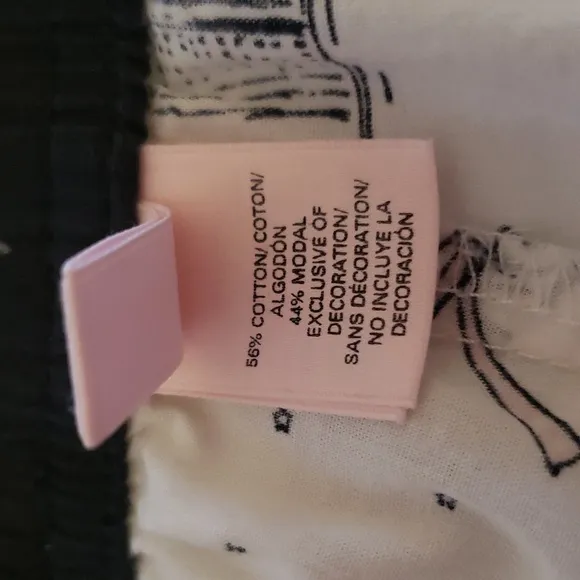 56% COTTON/ COTON/
ALGODÓN
44% MODAL
EXCLUSIVE OF
DECORATION/
SANS DÉCORATION/
NO INCLUYE LA
DECORACIÓN